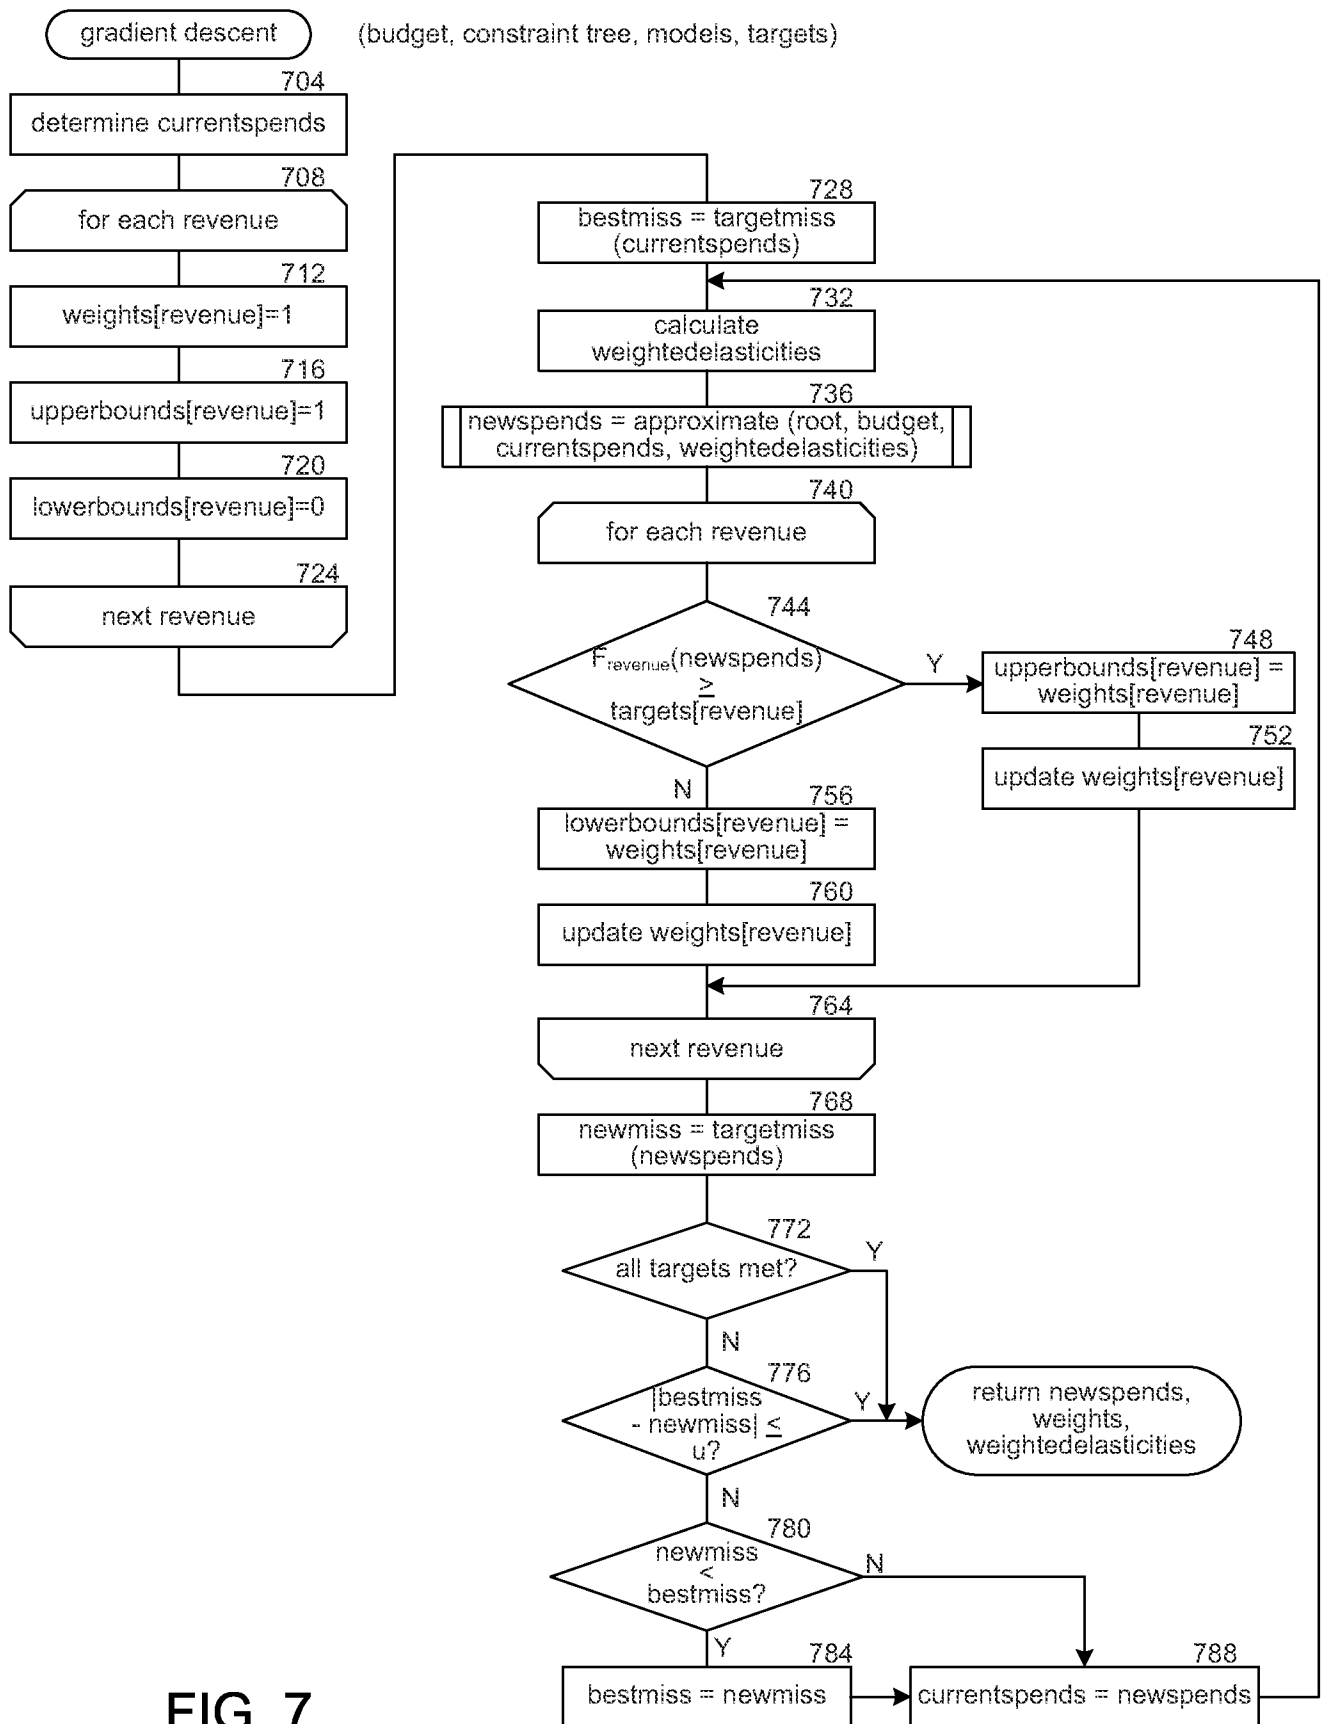 gradient descent
(budget, constraint tree, models, targets)
704
determine currentspends
708
for each revenue
712
weights[revenue]=1
716
upperbounds[revenue]=1
720
lowerbounds[revenue]=0
724
next revenue
728
bestmiss = targetmiss
(currentspends)
732
calculate
weightedelasticities
736
newspends = approximate (root, budget,
currentspends, weightedelasticities)
740
for each revenue
744
Frevenue(newspends)
≥
targets[revenue]
Y
748
upperbounds[revenue] =
weights[revenue]
752
update weights[revenue]
N
756
lowerbounds[revenue] =
weights[revenue]
760
update weights[revenue]
764
next revenue
768
newmiss = targetmiss
(newspends)
772
all targets met?
Y
N
776
|bestmiss
- newmiss| ≤
u?
Y
return newspends,
weights,
weightedelasticities
N
780
newmiss
<
bestmiss?
N
Y
784
bestmiss = newmiss
788
currentspends = newspends
FIG. 7